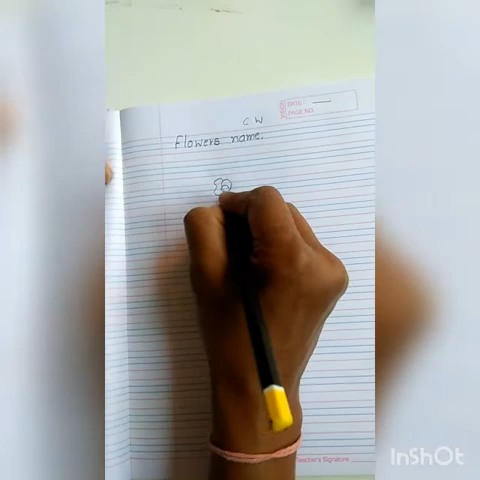 DATE:
PAGE NO.
C W
Flowers name.
Teacher's Signature
InShOt